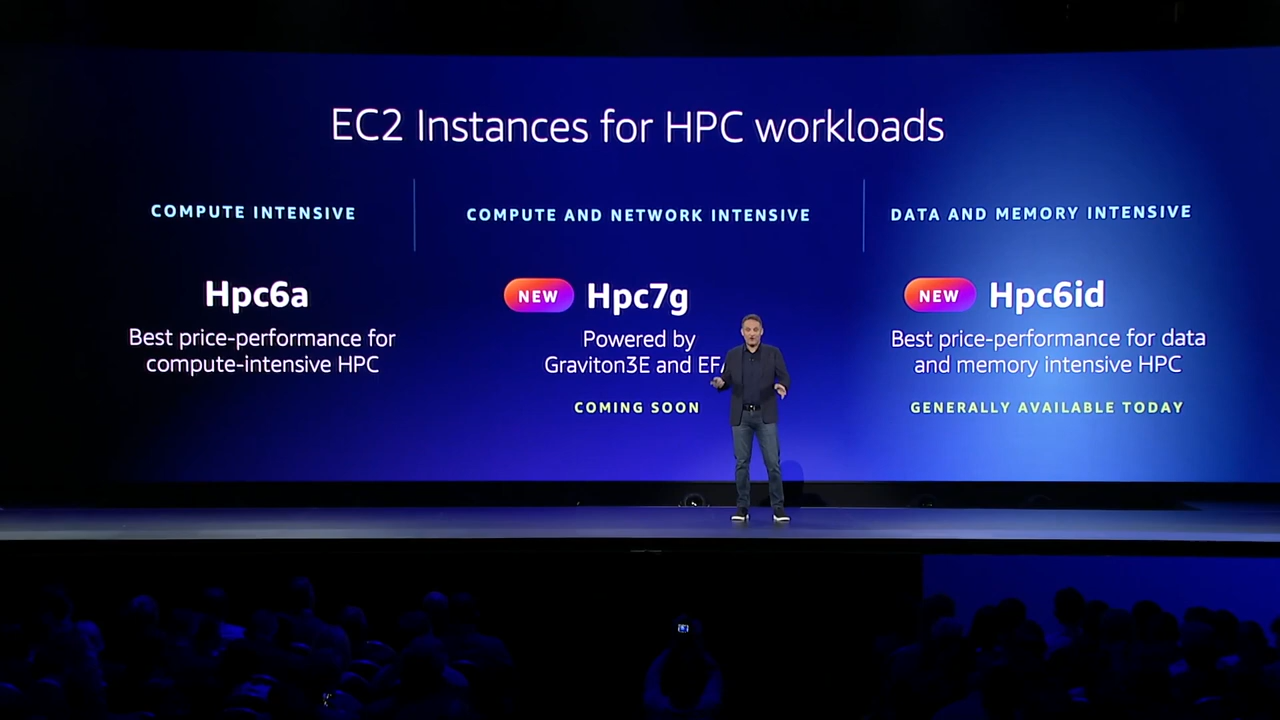 EC2 Instances for HPC workloads
COMPUTE INTENSIVE
Hpc6a
Best price-performance for
compute-intensive HPC
COMPUTE AND NETWORK INTENSIVE
NEW Hpc7g
Powered by
Graviton3E and EFA
COMING SOON
DATA AND MEMORY INTENSIVE
NEW Hpc6id
Best price-performance for data
and memory intensive HPC
GENERALLY AVAILABLE TODAY